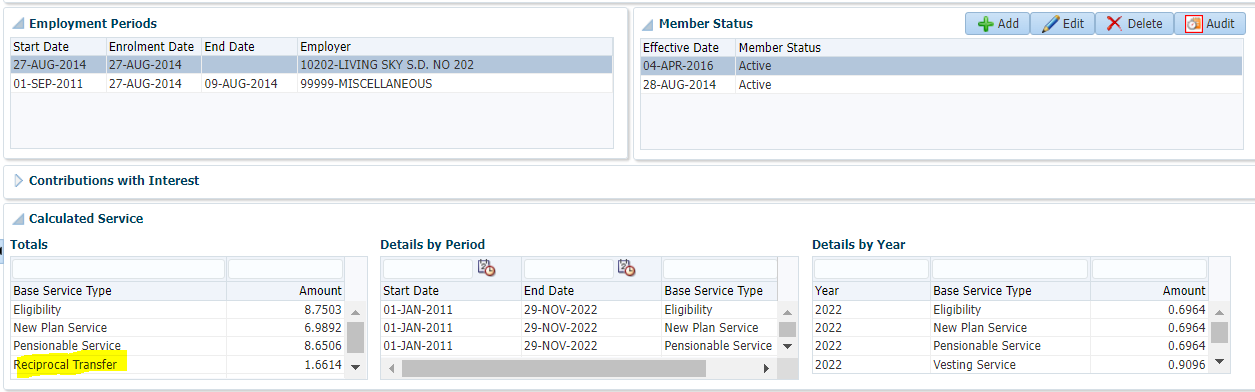 Employment Periods
Start Date Enrolment Date End Date Employer
27-AUG-2014 27-AUG-2014 10202-LIVING SKY S.D. NO 202
01-SEP-2011 27-AUG-2014 09-AUG-2014 99999-MISCELLANEOUS
Member Status
Add Edit Delete Audit
Effective Date Member Status
04-APR-2016 Active
28-AUG-2014 Active
Contributions with Interest
Calculated Service
Totals
Base Service Type Amount
Eligibility 8.7503
New Plan Service 6.9892
Pensionable Service 8.6506
Reciprocal Transfer 1.6614
Details by Period
Start Date End Date Base Service Type
01-JAN-2011 29-NOV-2022 Eligibility
01-JAN-2011 29-NOV-2022 New Plan Service
01-JAN-2011 29-NOV-2022 Pensionable Service
Details by Year
Year Base Service Type Amount
2022 Eligibility 0.6964
2022 New Plan Service 0.6964
2022 Pensionable Service 0.6964
2022 Vesting Service 0.9096